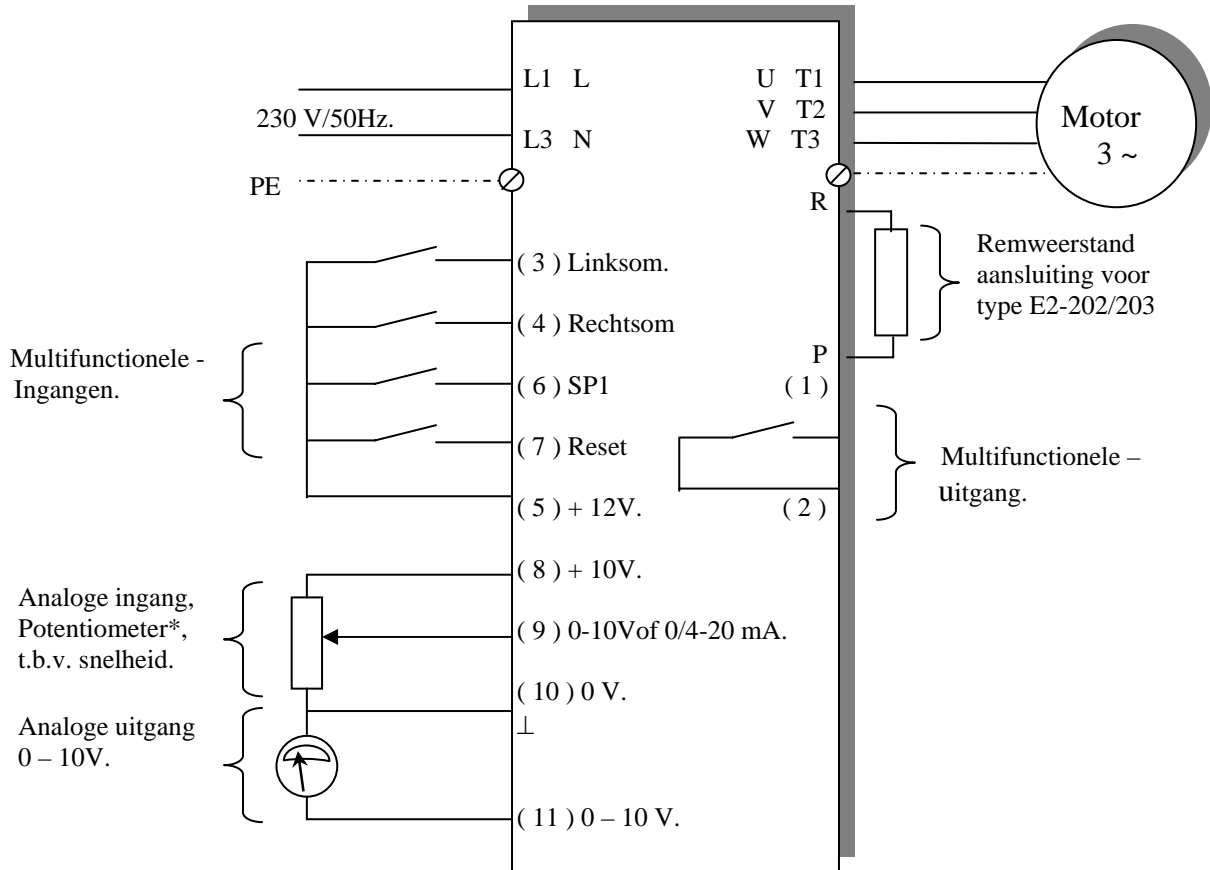 L1 L
230 V/50Hz.
L3 N
PE
U T1
V T2
W T3
Motor
3 ~
R
Remweerstand
aansluiting voor
type E2-202/203
P
( 1 )
( 3 ) Linksom.
( 4 ) Rechtsom
Multifunctionele -
Ingangen.
( 6 ) SP1
( 7 ) Reset
( 5 ) + 12V.
Multifunctionele –
uitgang.
( 2 )
( 8 ) + 10V.
Analoge ingang,
Potentiometer*,
t.b.v. snelheid.
( 9 ) 0-10Vof 0/4-20 mA.
( 10 ) 0 V.
⊥
Analoge uitgang
0 – 10V.
( 11 ) 0 – 10 V.